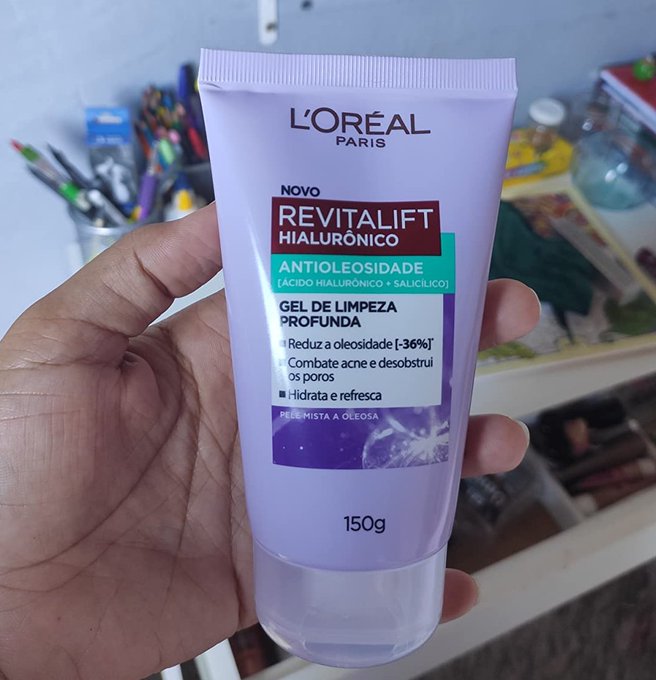 L'ORÉAL
PARIS
NOVO
REVITALIFT
HIALURÔNICO
ANTIOLEOSIDADE
[ÁCIDO HIALURÔNICO + SALICÍLICO]
GEL DE LIMPEZA
PROFUNDA
Reduz a oleosidade [-36%]*
Combate acne e desobstrui
os poros
Hidrata e refresca
PELE MISTA A OLEOSA
150g